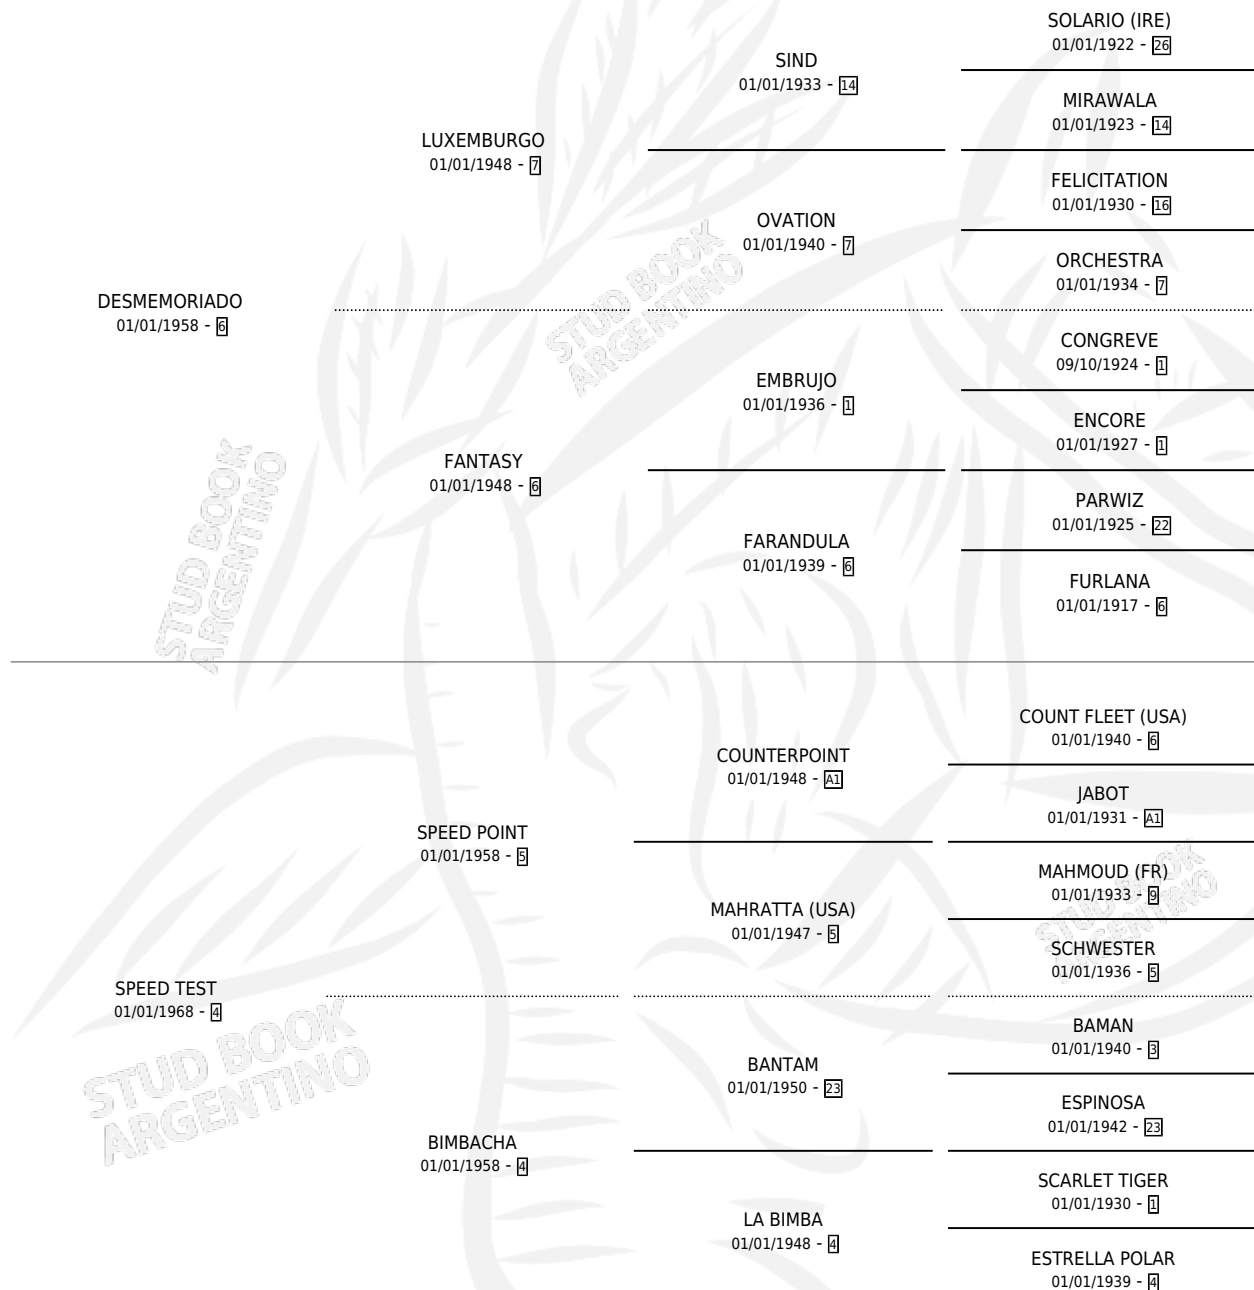 SOLARIO (IRE)
01/01/1922 - 26
SIND
01/01/1933 - 14
MIRAWALA
01/01/1923 - 14
LUXEMBURGO
01/01/1948 - 7
FELICITATION
01/01/1930 - 16
OVATION
01/01/1940 - 7
ORCHESTRA
01/01/1934 - 7
DESMEMORIADO
01/01/1958 - 6
CONGREVE
09/10/1924 - 1
EMBRUJO
01/01/1936 - 1
ENCORE
01/01/1927 - 1
FANTASY
01/01/1948 - 6
PARWIZ
01/01/1925 - 22
FARANDULA
01/01/1939 - 6
FURLANA
01/01/1917 - 6
COUNT FLEET (USA)
01/01/1940 - 6
COUNTERPOINT
01/01/1948 - A1
JABOT
01/01/1931 - A1
SPEED POINT
01/01/1958 - 5
MAHMOUD (FR)
01/01/1933 - 9
MAHRATTA (USA)
01/01/1947 - 5
SCHWESTER
01/01/1936 - 5
SPEED TEST
01/01/1968 - 4
BAMAN
01/01/1940 - 3
BANTAM
01/01/1950 - 23
ESPINOSA
01/01/1942 - 23
BIMBACHA
01/01/1958 - 4
SCARLET TIGER
01/01/1930 - 1
LA BIMBA
01/01/1948 - 4
ESTRELLA POLAR
01/01/1939 - 4
STUD BOOK
ARGENTINO
STUD BOOK
ARGENTINO
STUD BOOK
ARGENTINO
STUD BOOK
ARGENTINO